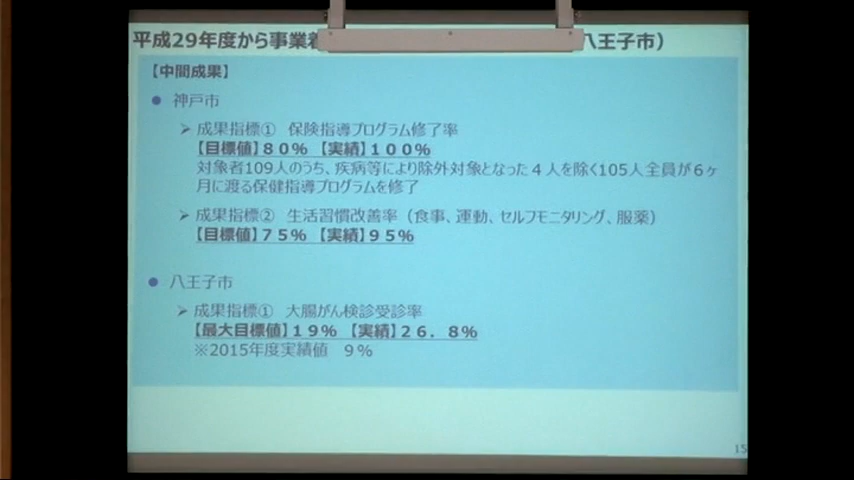 平成29年度から事業着 八王子市）
【中間成果】
● 神戸市
➢ 成果指標① 保険指導プログラム修了率
【目標値】８０％ 【実績】１００％
対象者109人のうち、疾病等により除外対象となった４人を除く105人全員が６ヶ
月に渡る保健指導プログラムを修了
➢ 成果指標② 生活習慣改善率（食事、運動、セルフモニタリング、服薬）
【目標値】７５％ 【実績】９５％
● 八王子市
➢ 成果指標① 大腸がん検診受診率
【最大目標値】１９％ 【実績】２６．８％
※2015年度実績値 ９％
15